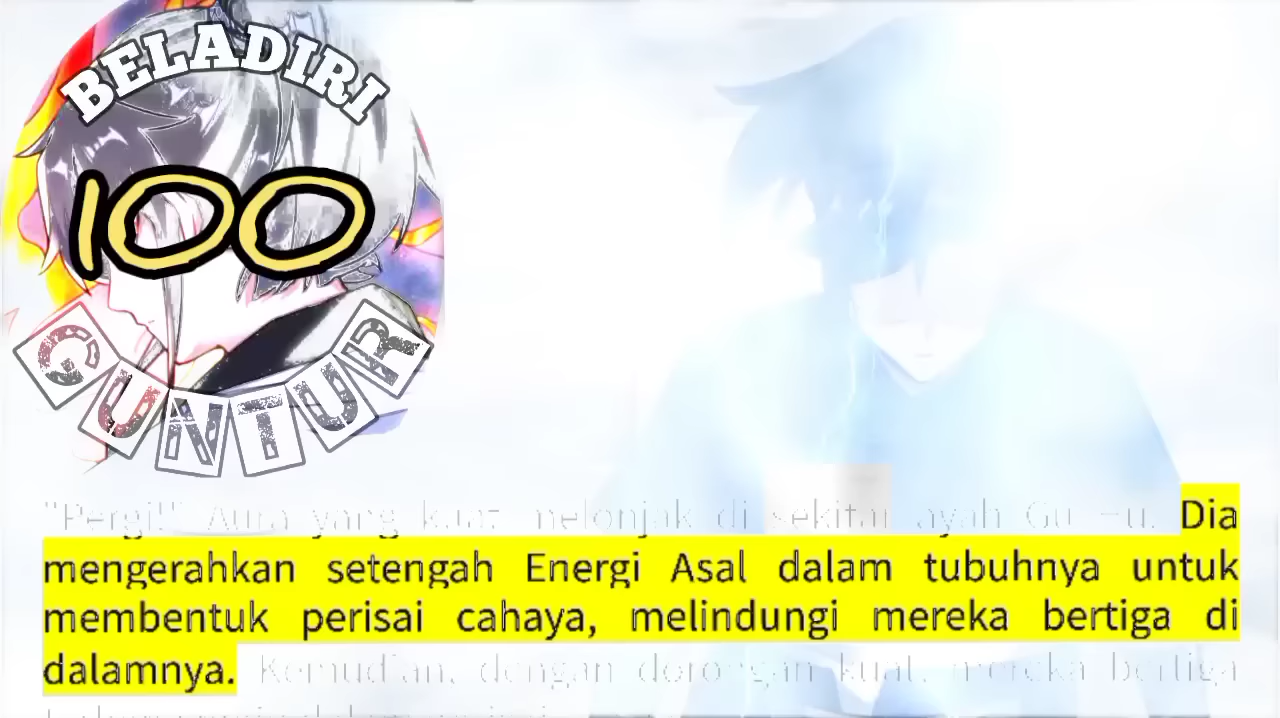 BELADIRI
100
GUNTUR
"Pergi!" Aura yang kuat melonjak di sekitar ayah Gu Hu. Dia
mengerahkan setengah Energi Asal dalam tubuhnya untuk
membentuk perisai cahaya, melindungi mereka bertiga di
dalamnya. Kemudian, dengan dorongan kuat, mereka bertiga